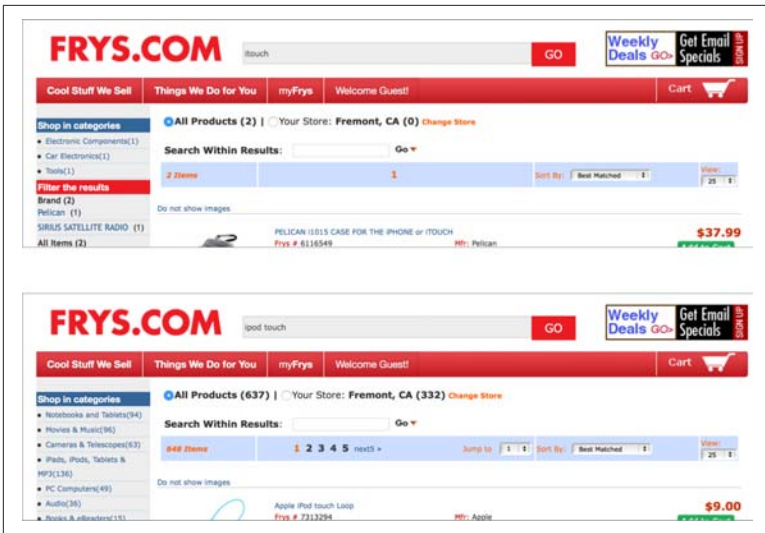 FRYS.COM
itouch
GO
Weekly Deals GO>
Get Email Specials
SIGN UP
Cool Stuff We Sell
Things We Do for You
myFrys
Welcome Guest!
Cart
Shop in categories
Electronic Components(1)
Car Electronics(1)
Tools(1)
Filter the results
Brand (2)
Pelican (1)
SIRIUS SATELLITE RADIO (1)
All Items (2)
All Products (2) | Your Store: Fremont, CA (0) Change Store
Search Within Results: Go
2 Items 1 Sort By: Best Matched View: 25
Do not show images
PELICAN I1015 CASE FOR THE iPHONE or iTOUCH
$37.99
Frys # 6116549 Mfr: Pelican
Add to Cart
FRYS.COM
ipod touch
GO
Weekly Deals GO>
Get Email Specials
SIGN UP
Cool Stuff We Sell
Things We Do for You
myFrys
Welcome Guest!
Cart
Shop in categories
Notebooks and Tablets(94)
Movies & Music(96)
Cameras & Telescopes(63)
iPads, iPods, Tablets &
MP3(136)
PC Computers(49)
Audio(36)
Books & eReaders(15)
All Products (637) | Your Store: Fremont, CA (332) Change Store
Search Within Results: Go
648 Items 1 2 3 4 5 next5 » Jump to 1 Sort By: Best Matched View: 25
Do not show images
Apple iPod touch Loop
$9.00
Frys # 7313294 Mfr: Apple